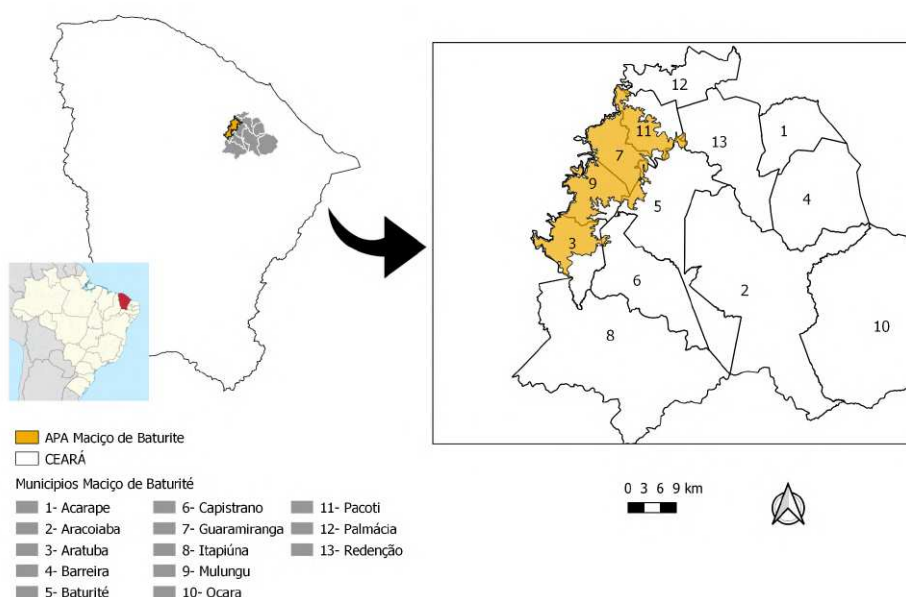 12
11
1
13
7
9
5
4
3
6
2
10
8
APA Maciço de Baturite
CEARÁ
Municipios Maciço de Baturité
1- Acarape
2- Aracoiaba
3- Aratuba
4- Barreira
5- Baturité
6- Capistrano
7- Guaramiranga
8- Itapiúna
9- Mulungu
10- Ocara
11- Pacoti
12- Palmácia
13- Redenção
0 3 6 9 km